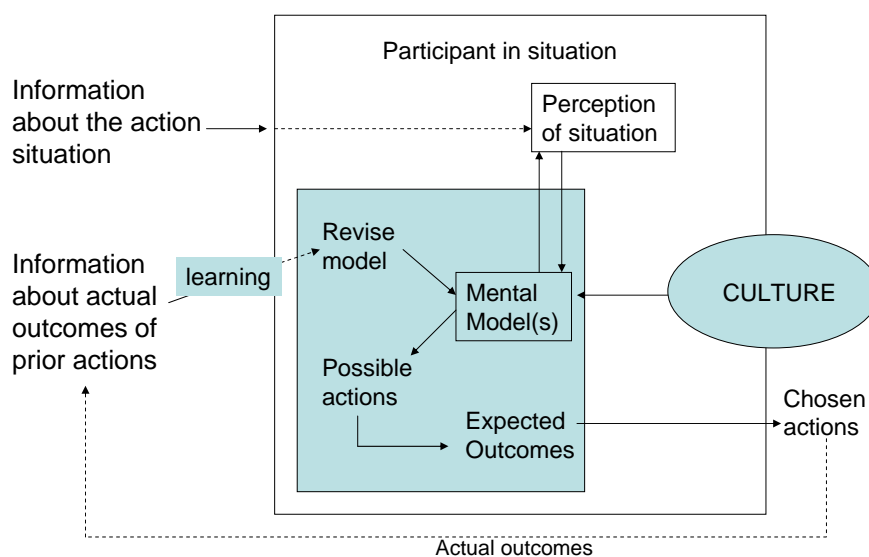 Participant in situation
Information
about the action
situation
Perception
of situation
Revise
model
learning
Information
about actual
outcomes of
prior actions
Mental
Model(s)
CULTURE
Possible
actions
Expected
Outcomes
Chosen
actions
Actual outcomes